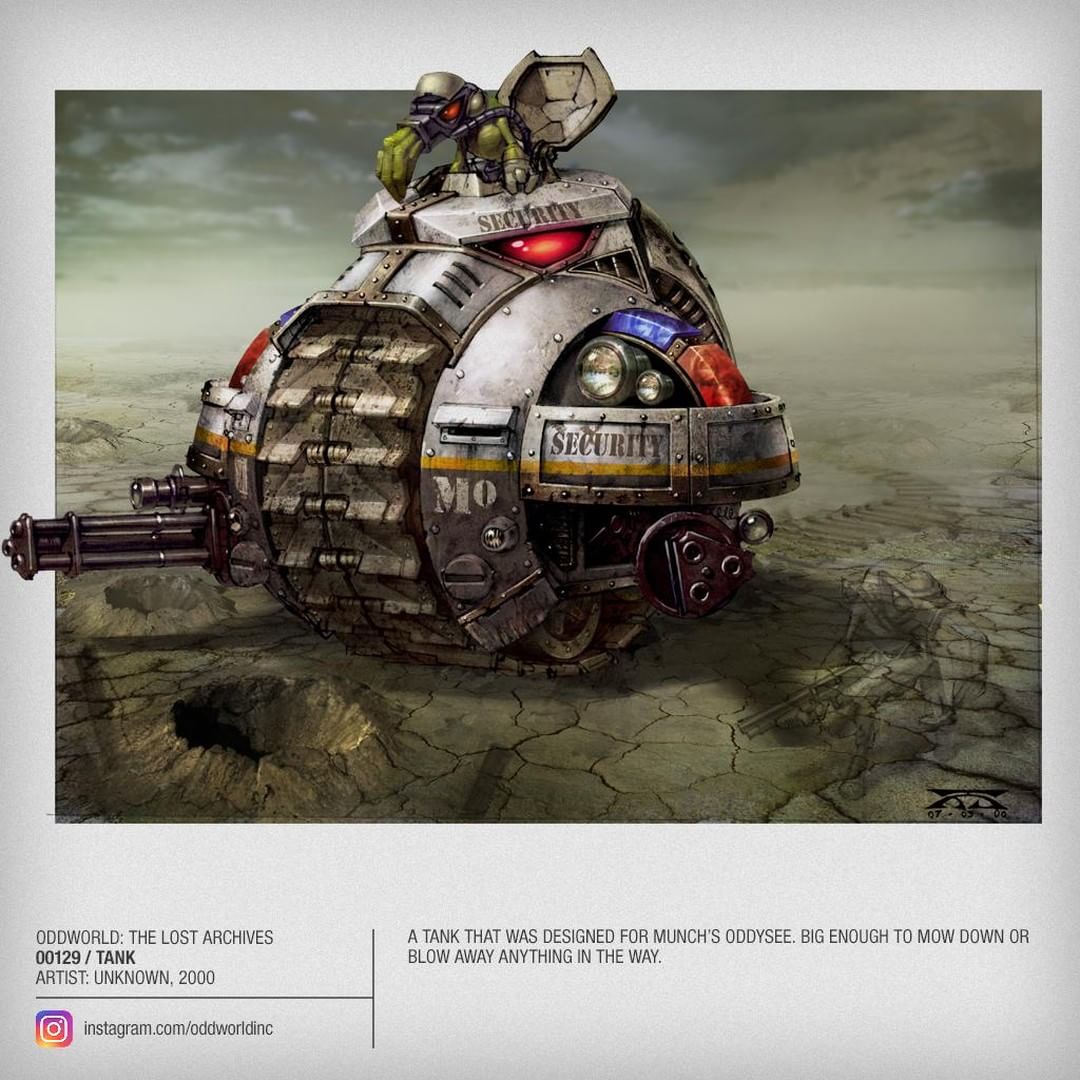 SECURITY
SECURITY
Mo
07 - 03 - 00
ODDWORLD: THE LOST ARCHIVES
00129 / TANK
ARTIST: UNKNOWN, 2000
instagram.com/oddworldinc
A TANK THAT WAS DESIGNED FOR MUNCH'S ODDYSEE. BIG ENOUGH TO MOW DOWN OR
BLOW AWAY ANYTHING IN THE WAY.